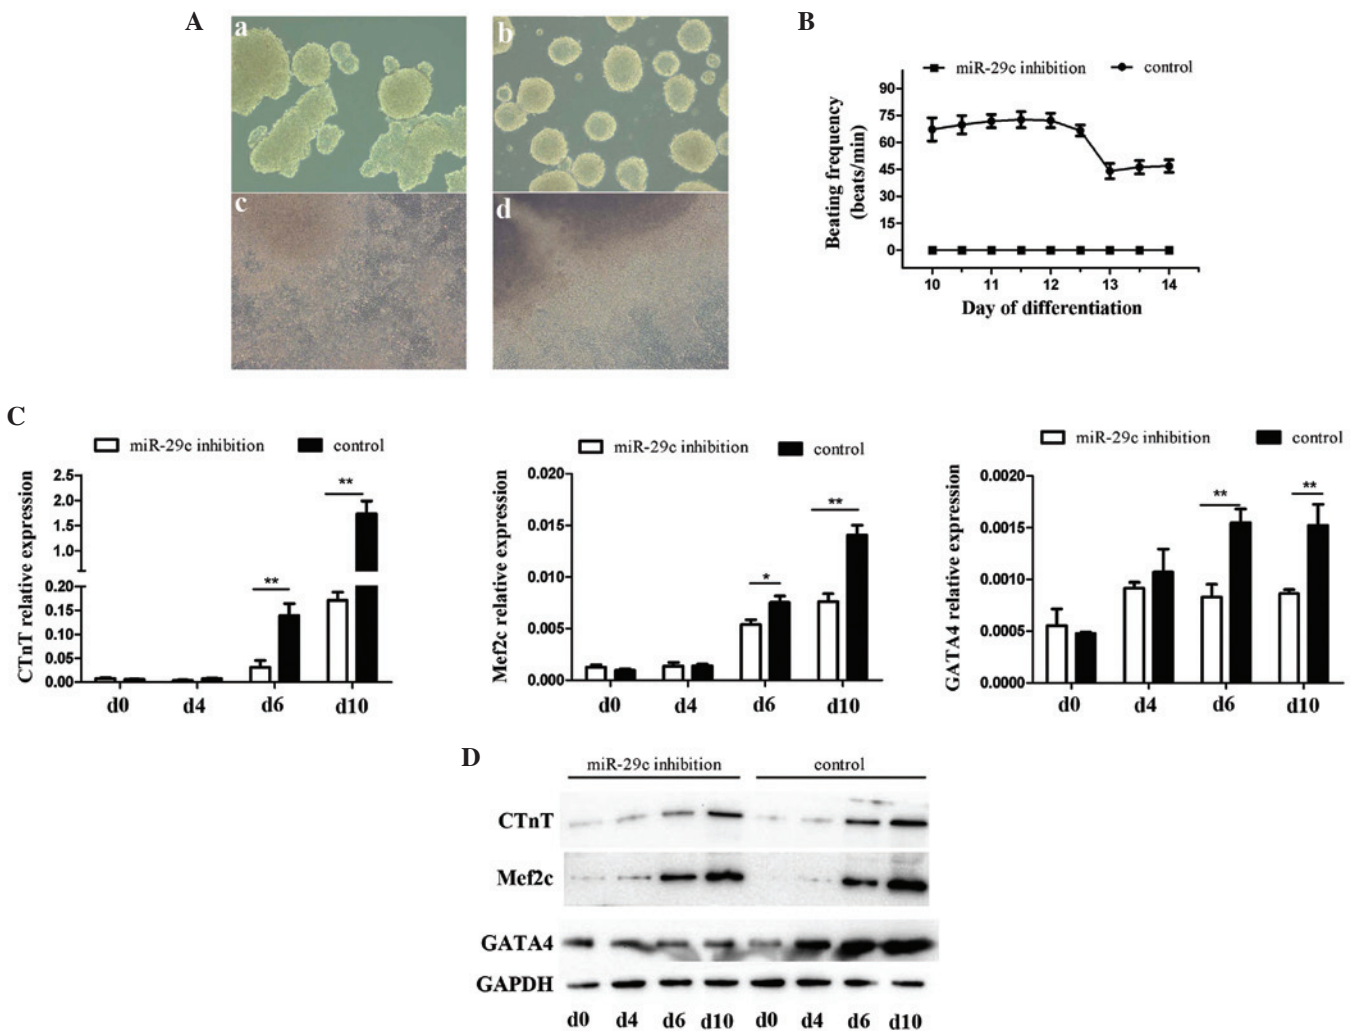 A
a
b
c
d
B
miR-29c inhibition
control
Beating frequency
(beats/min)
90
75
60
45
30
15
0
10
11
12
13
14
Day of differentiation
C
miR-29c inhibition
control
CTnT relative expression
2.5
2.0
1.5
1.0
0.20
0.15
0.10
0.05
0.00
**
**
d0
d4
d6
d10
miR-29c inhibition
control
Mef2c relative expression
0.020
0.015
0.010
0.005
0.000
*
**
d0
d4
d6
d10
miR-29c inhibition
control
GATA4 relative expression
0.0020
0.0015
0.0010
0.0005
0.0000
**
**
d0
d4
d6
d10
D
miR-29c inhibition
control
CTnT
Mef2c
GATA4
GAPDH
d0 d4 d6 d10 d0 d4 d6 d10